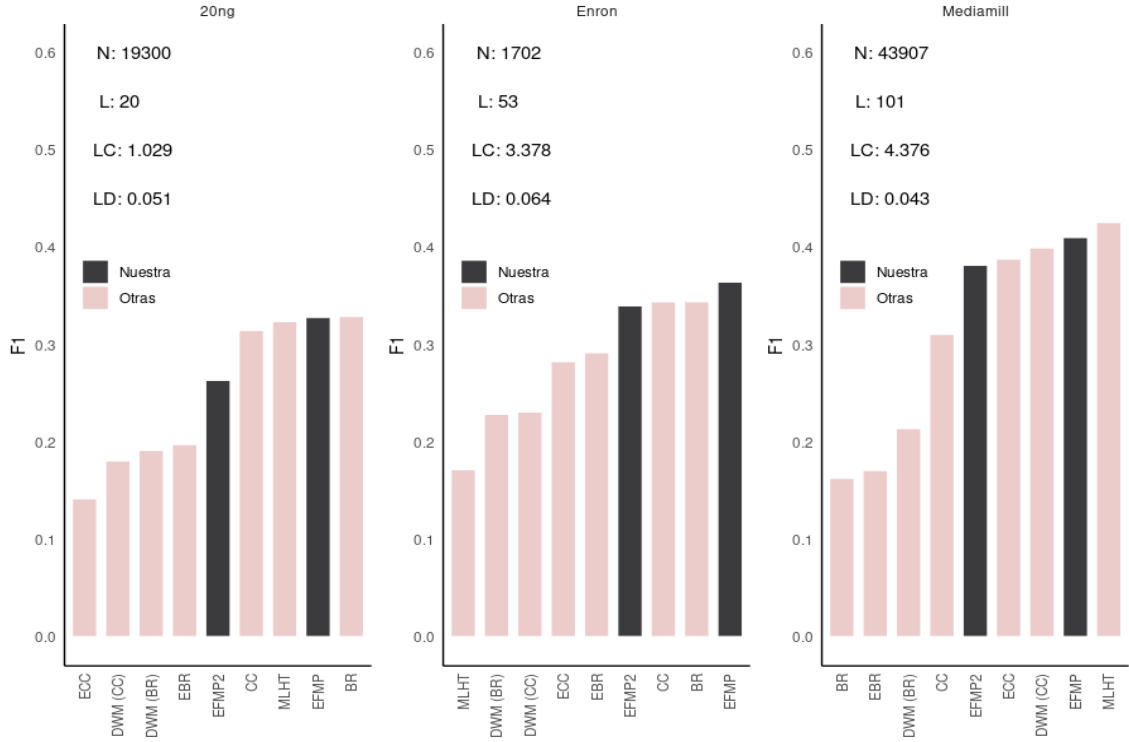 20ng
N: 19300
L: 20
LC: 1.029
LD: 0.051
Nuestra
Otras
F1
0.6
0.5
0.4
0.3
0.2
0.1
0.0
ECC
DWM (CC)
DWM (BR)
EBR
EFMP2
CC
MLHT
EFMP
BR
Enron
N: 1702
L: 53
LC: 3.378
LD: 0.064
Nuestra
Otras
F1
0.6
0.5
0.4
0.3
0.2
0.1
0.0
MLHT
DWM (BR)
DWM (CC)
ECC
EBR
EFMP2
CC
BR
EFMP
Mediamill
N: 43907
L: 101
LC: 4.376
LD: 0.043
Nuestra
Otras
F1
0.6
0.5
0.4
0.3
0.2
0.1
0.0
BR
EBR
DWM (BR)
CC
EFMP2
ECC
DWM (CC)
EFMP
MLHT